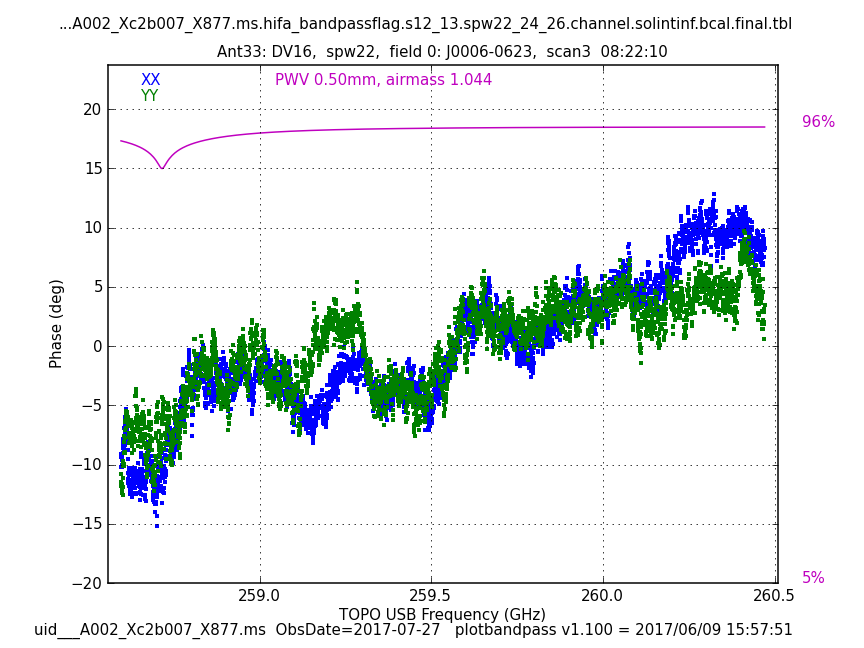 ...A002_Xc2b007_X877.ms.hifa_bandpassflag.s12_13.spw22_24_26.channel.solintinf.bcal.final.tbl
Ant33: DV16, spw22, field 0: J0006-0623, scan3 08:22:10
XX
PWV 0.50mm, airmass 1.044
YY
20
96%
15
10
5
0
Phase (deg)
−5
−10
−15
−20
5%
259.0
259.5
260.0
260.5
TOPO USB Frequency (GHz)
uid___A002_Xc2b007_X877.ms ObsDate=2017-07-27 plotbandpass v1.100 = 2017/06/09 15:57:51